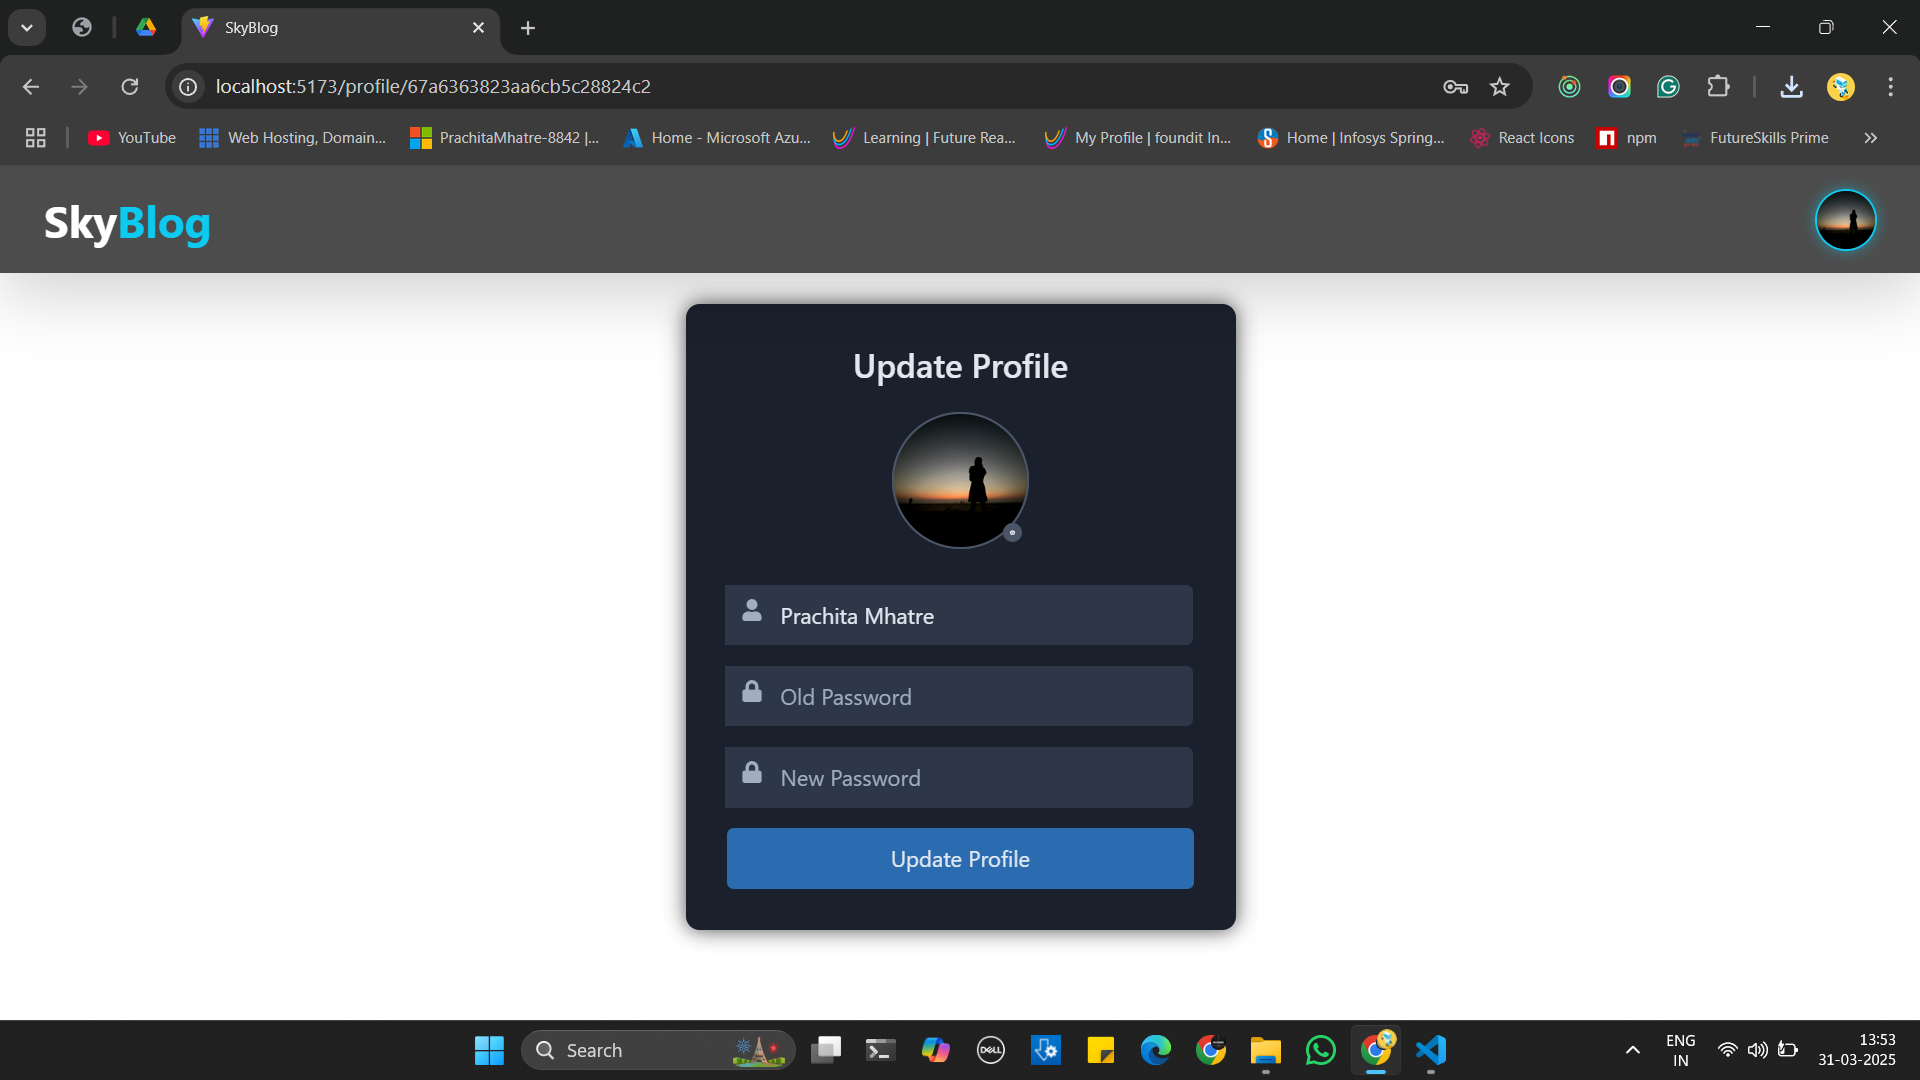 SkyBlog
localhost:5173/profile/67a6363823aa6cb5c28824c2
YouTube
Web Hosting, Domain...
PrachitaMhatre-8842 |...
Home - Microsoft Azu...
Learning | Future Rea...
My Profile | foundit In...
Home | Infosys Spring...
React Icons
npm
FutureSkills Prime
SkyBlog
Update Profile
Prachita Mhatre
Old Password
New Password
Update Profile
Search
DELL
ENG
IN
13:53
31-03-2025